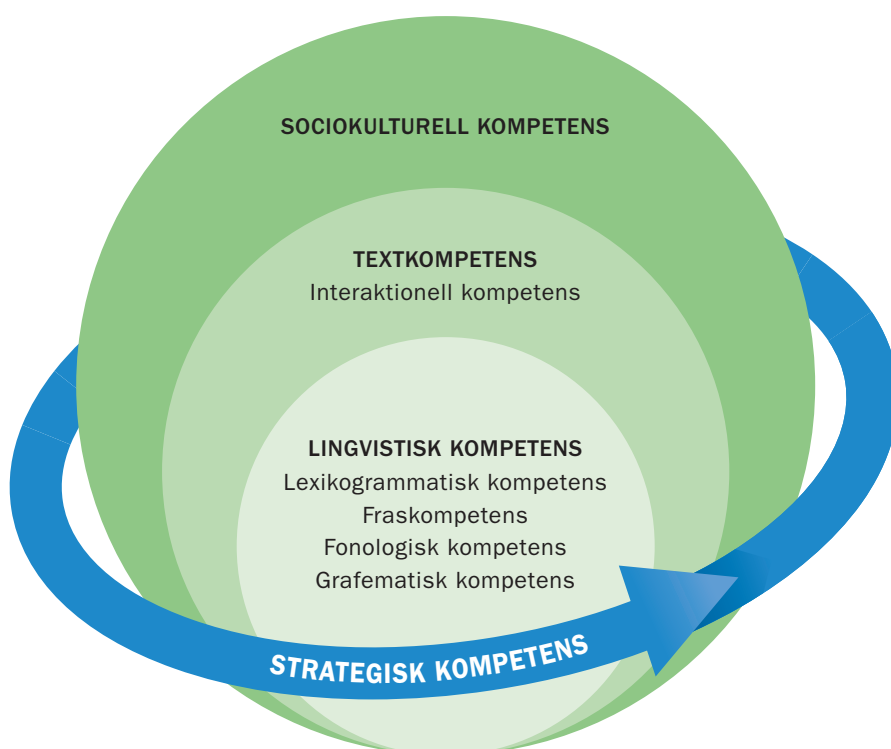 SOCIOKULTURELL KOMPETENS
TEXTKOMPETENS
Interaktionell kompetens
LINGVISTISK KOMPETENS
Lexikogrammatisk kompetens
Fraskompetens
Fonologisk kompetens
Grafematisk kompetens
STRATEGISK KOMPETENS